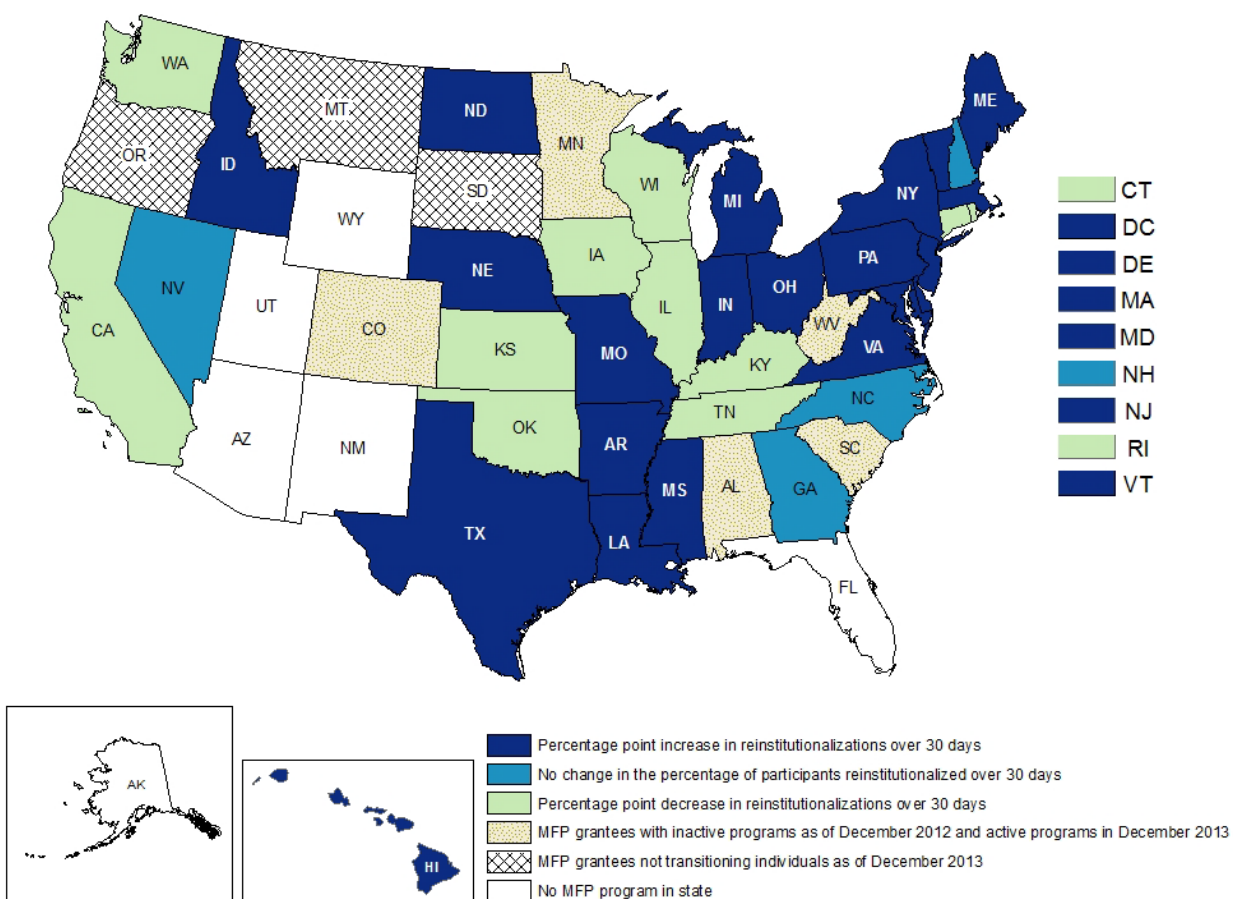 WA
MT
ND
ME
OR
ID
MN
SD
WI
NY
WY
MI
IA
PA
NE
NV
OH
IL
IN
UT
CO
WV
VA
CA
KS
MO
KY
NC
TN
OK
AZ
NM
AR
SC
MS
AL
GA
TX
LA
FL
CT
DC
DE
MA
MD
NH
NJ
RI
VT
AK
HI
Percentage point increase in reinstitutionalizations over 30 days
No change in the percentage of participants reinstitutionalized over 30 days
Percentage point decrease in reinstitutionalizations over 30 days
MFP grantees with inactive programs as of December 2012 and active programs in December 2013
MFP grantees not transitioning individuals as of December 2013
No MFP program in state